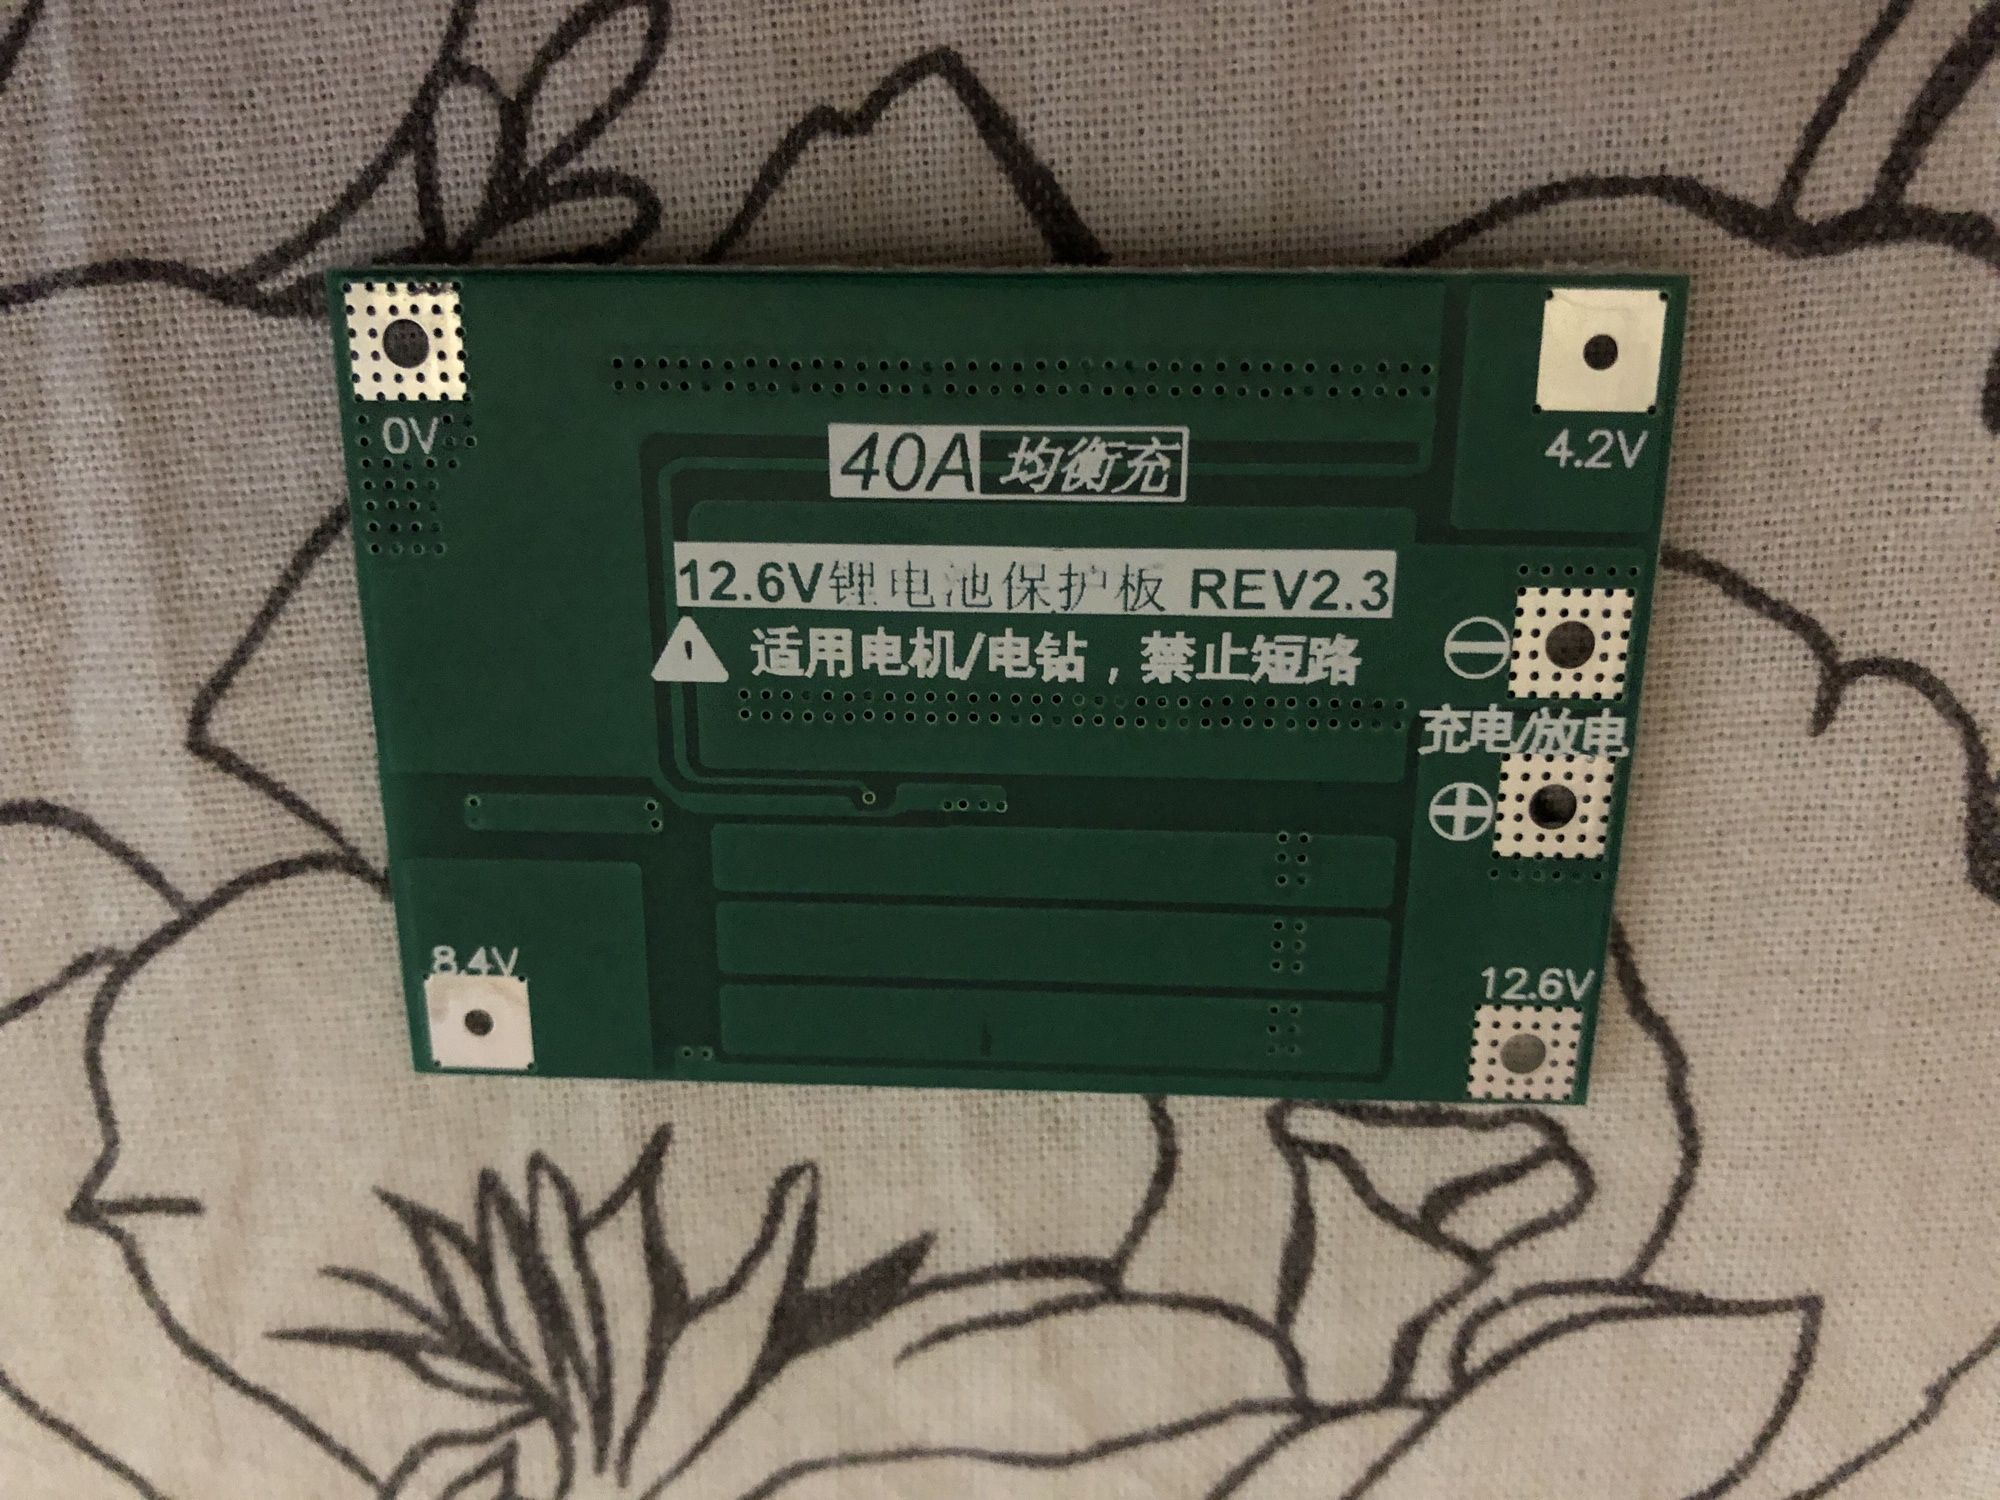 0V
4.2V
40A 均衡充
12.6V锂电池保护板 REV2.3
适用电机/电钻，禁止短路
充电/放电
8.4V
12.6V